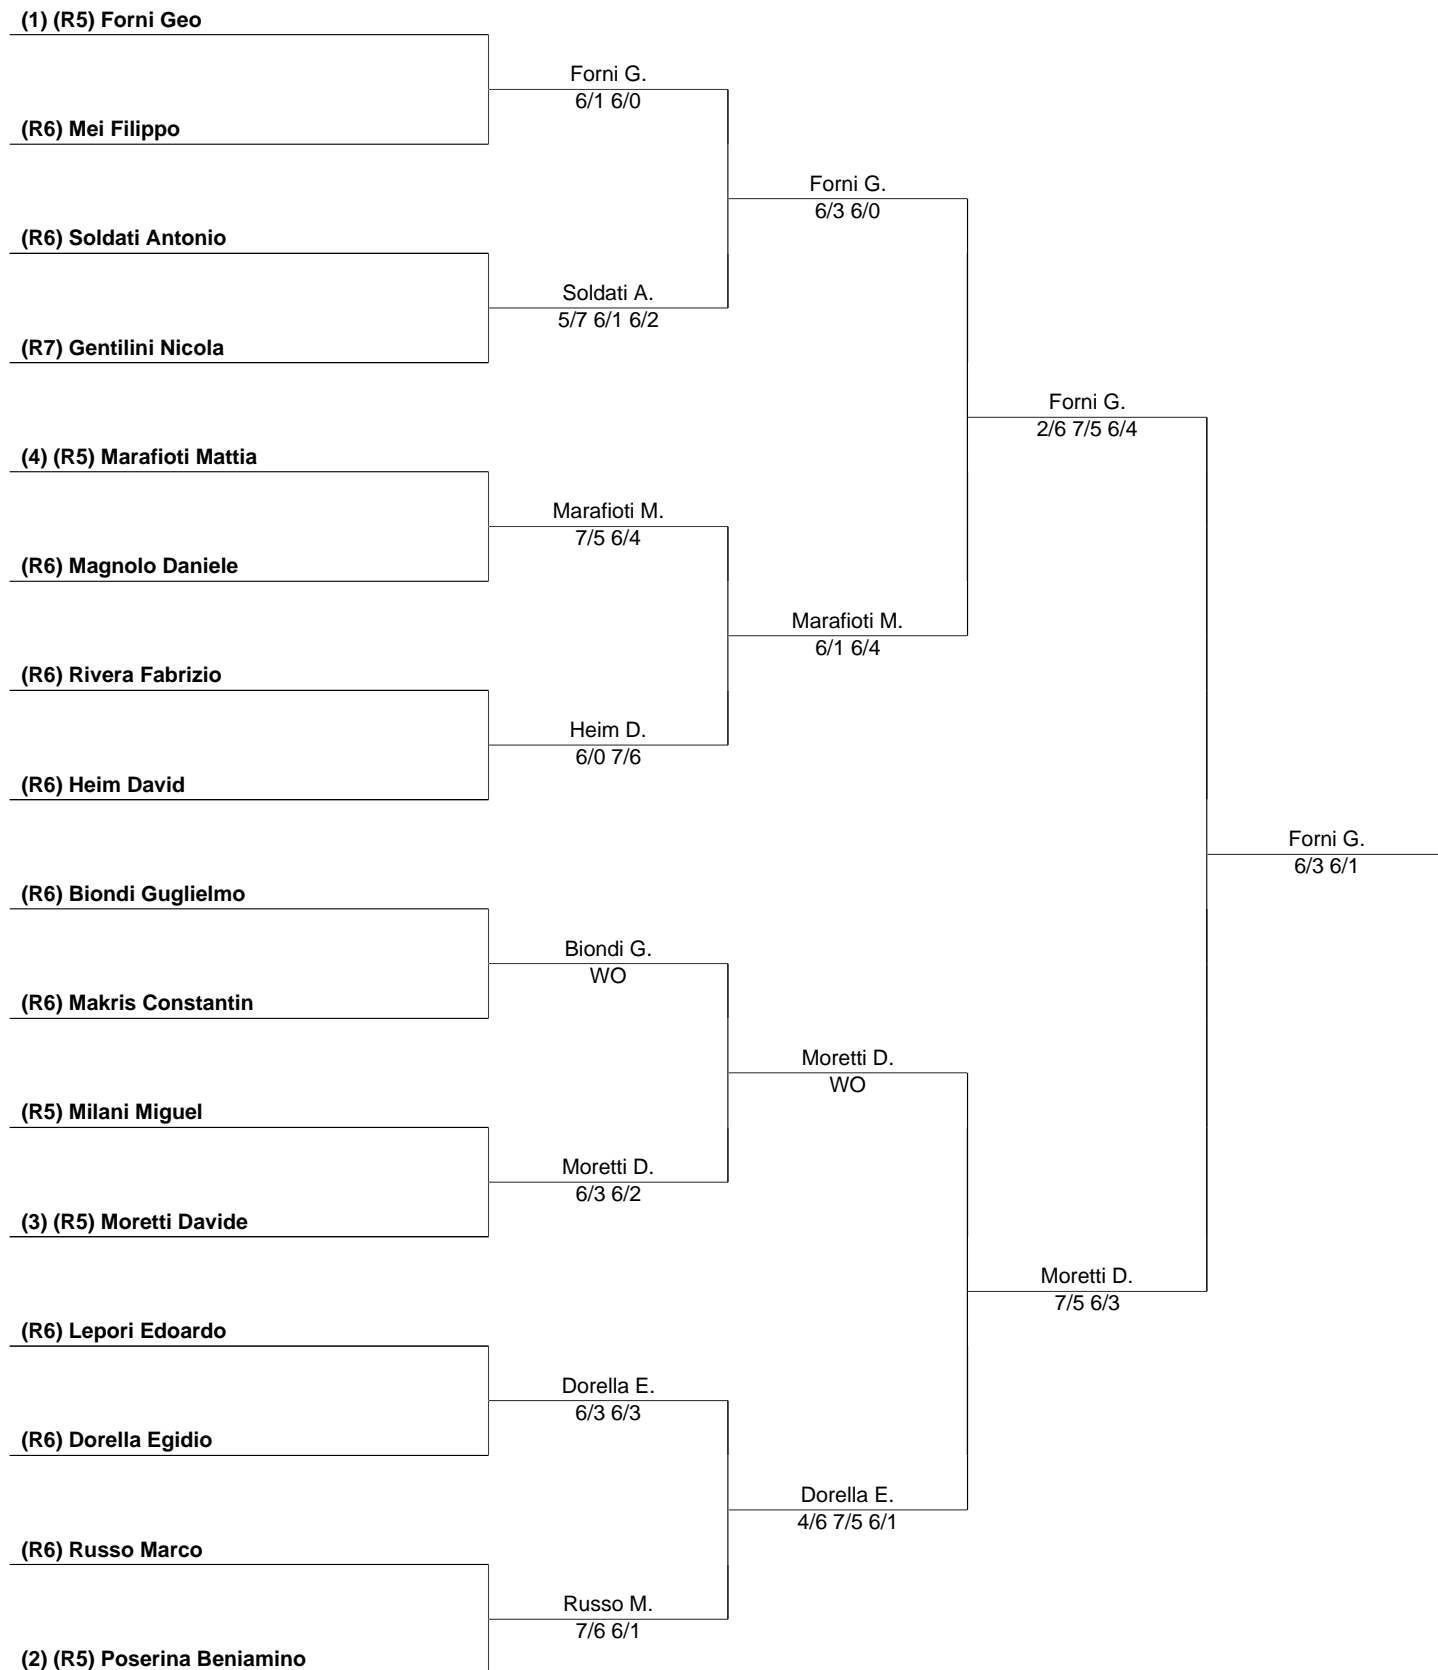 (1) (R5) Forni Geo
Forni G.
6/1 6/0
(R6) Mei Filippo
Forni G.
6/3 6/0
(R6) Soldati Antonio
Soldati A.
5/7 6/1 6/2
(R7) Gentilini Nicola
Forni G.
2/6 7/5 6/4
(4) (R5) Marafioti Mattia
Marafioti M.
7/5 6/4
(R6) Magnolo Daniele
Marafioti M.
6/1 6/4
(R6) Rivera Fabrizio
Heim D.
6/0 7/6
(R6) Heim David
Forni G.
6/3 6/1
(R6) Biondi Guglielmo
Biondi G.
WO
(R6) Makris Constantin
Moretti D.
WO
(R5) Milani Miguel
Moretti D.
6/3 6/2
(3) (R5) Moretti Davide
Moretti D.
7/5 6/3
(R6) Lepori Edoardo
Dorella E.
6/3 6/3
(R6) Dorella Egidio
Dorella E.
4/6 7/5 6/1
(R6) Russo Marco
Russo M.
7/6 6/1
(2) (R5) Poserina Beniamino